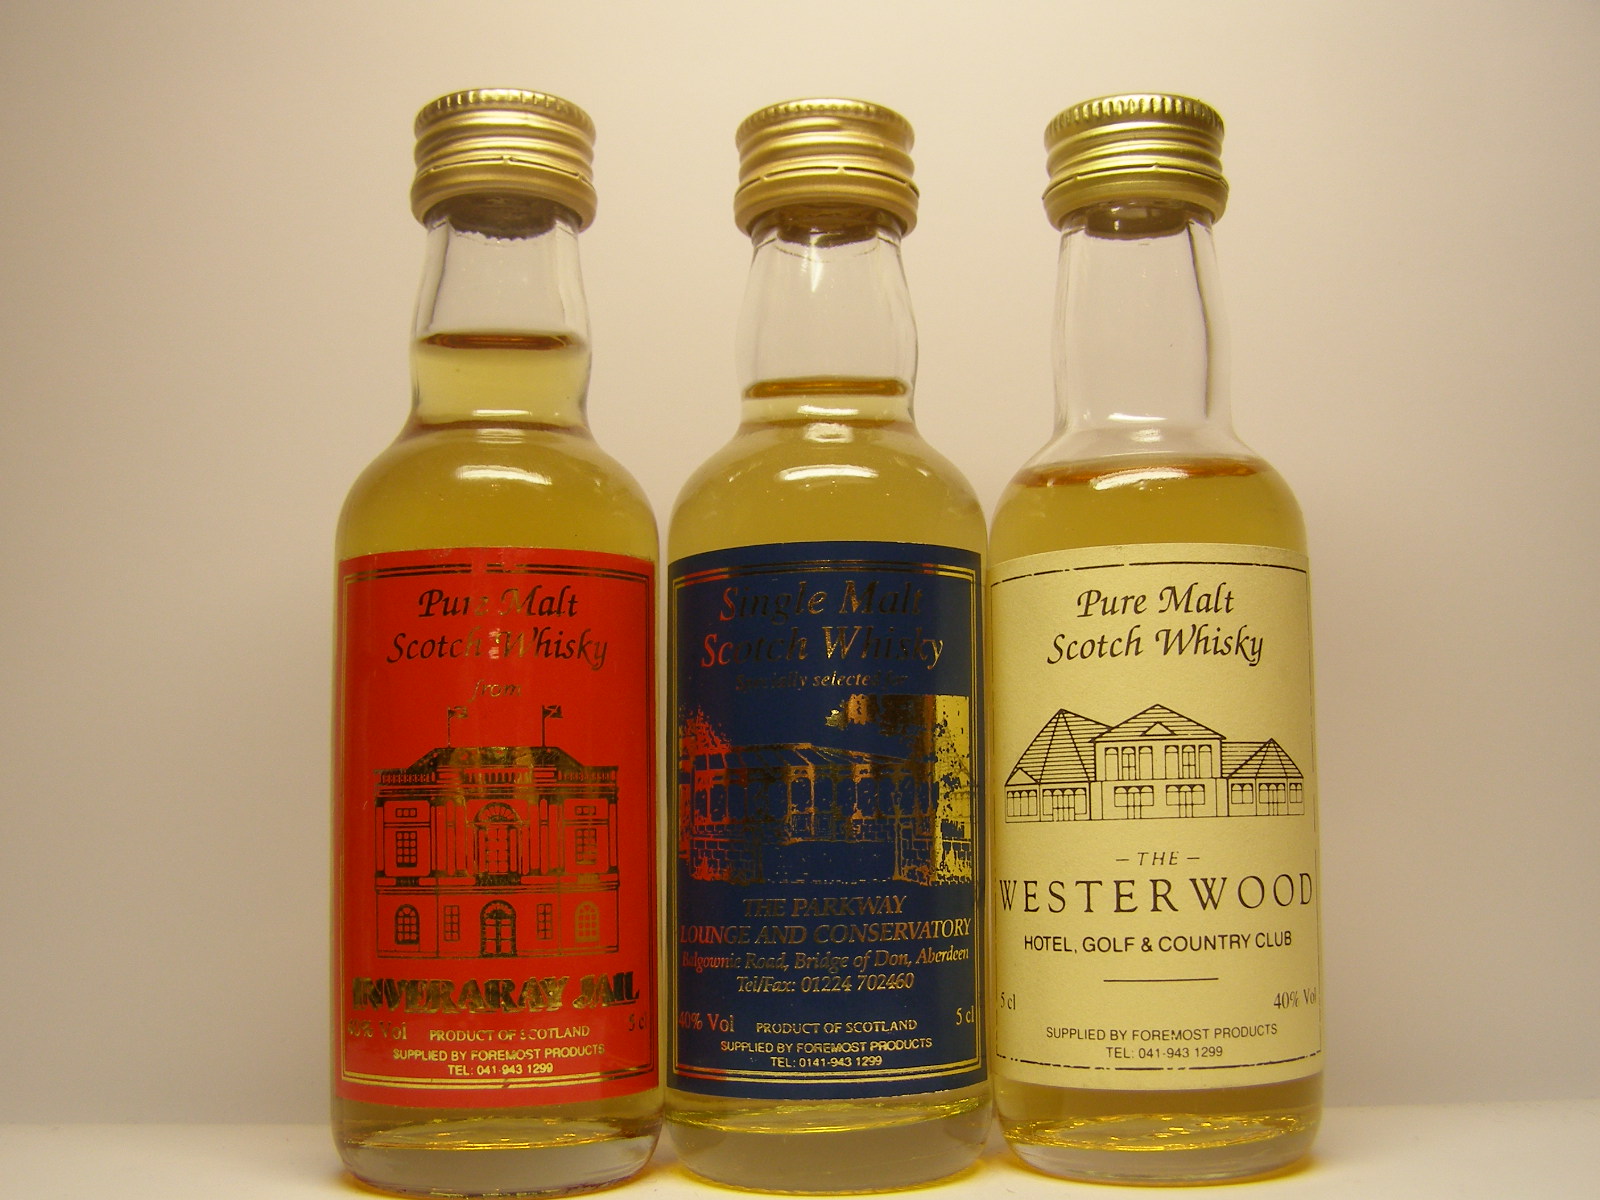 Pure Malt
Scotch Whisky
from
INVERARAY JAIL
40% Vol
5 cl
PRODUCT OF SCOTLAND
SUPPLIED BY FOREMOST PRODUCTS
TEL: 041-943 1299
Single Malt
Scotch Whisky
Specially selected for
THE PARKWAY
LOUNGE AND CONSERVATORY
Balgownie Road, Bridge of Don, Aberdeen
Tel/Fax: 01224 702460
40% Vol
5 cl
PRODUCT OF SCOTLAND
SUPPLIED BY FOREMOST PRODUCTS
TEL: 0141-943 1299
Pure Malt
Scotch Whisky
– THE –
WESTERWOOD
HOTEL, GOLF & COUNTRY CLUB
5 cl
40% Vol
SUPPLIED BY FOREMOST PRODUCTS
TEL: 041-943 1299